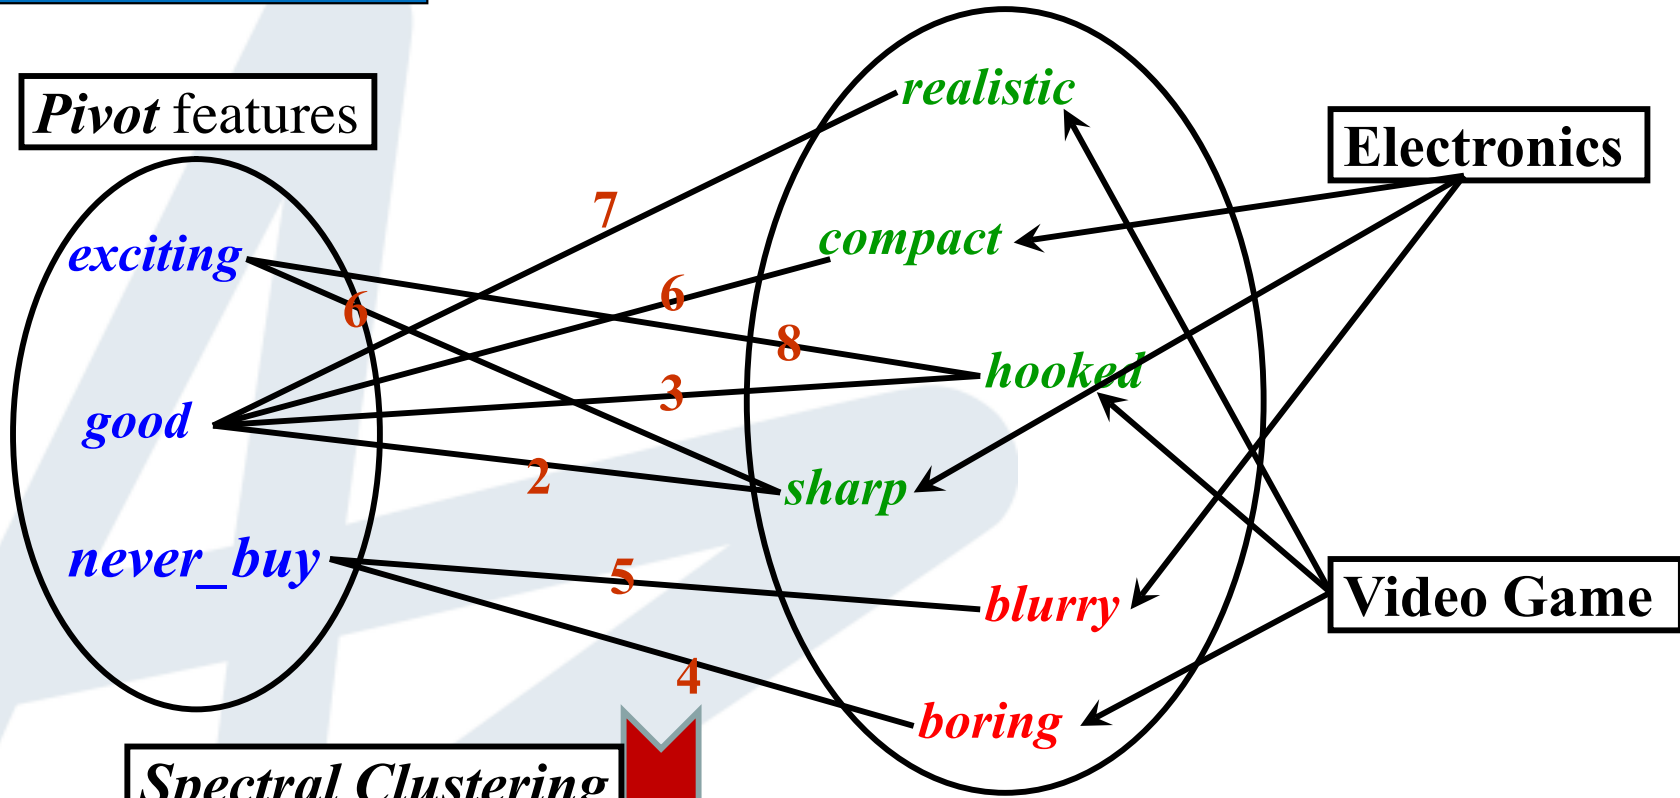 Pivot features
Electronics
Video Game
exciting
good
never_buy
7
6
6
8
3
2
5
4
realistic
compact
hooked
sharp
blurry
boring
Spectral Clustering